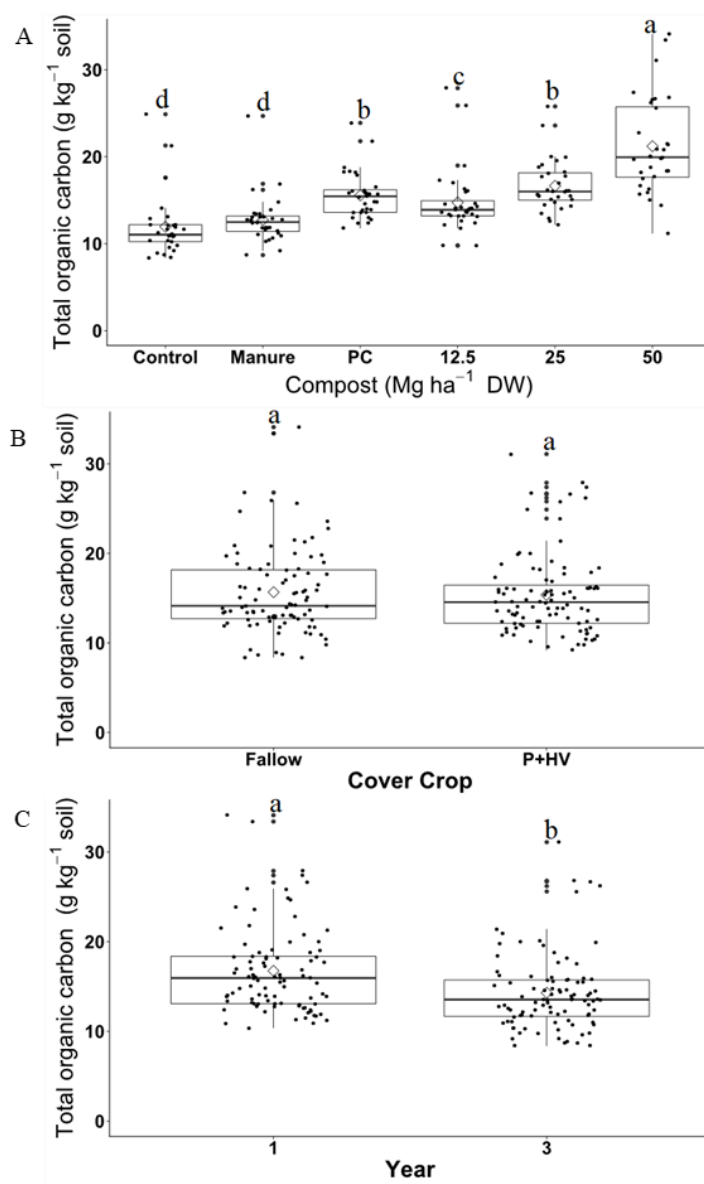 A
Total organic carbon (g kg⁻¹ soil)
30
20
10
0
d
d
b
c
b
a
Control Manure PC 12.5 25 50
Compost (Mg ha⁻¹ DW)
B
Total organic carbon (g kg⁻¹ soil)
30
20
10
0
a
a
Fallow P+HV
Cover Crop
C
Total organic carbon (g kg⁻¹ soil)
30
20
10
0
a
b
1 3
Year